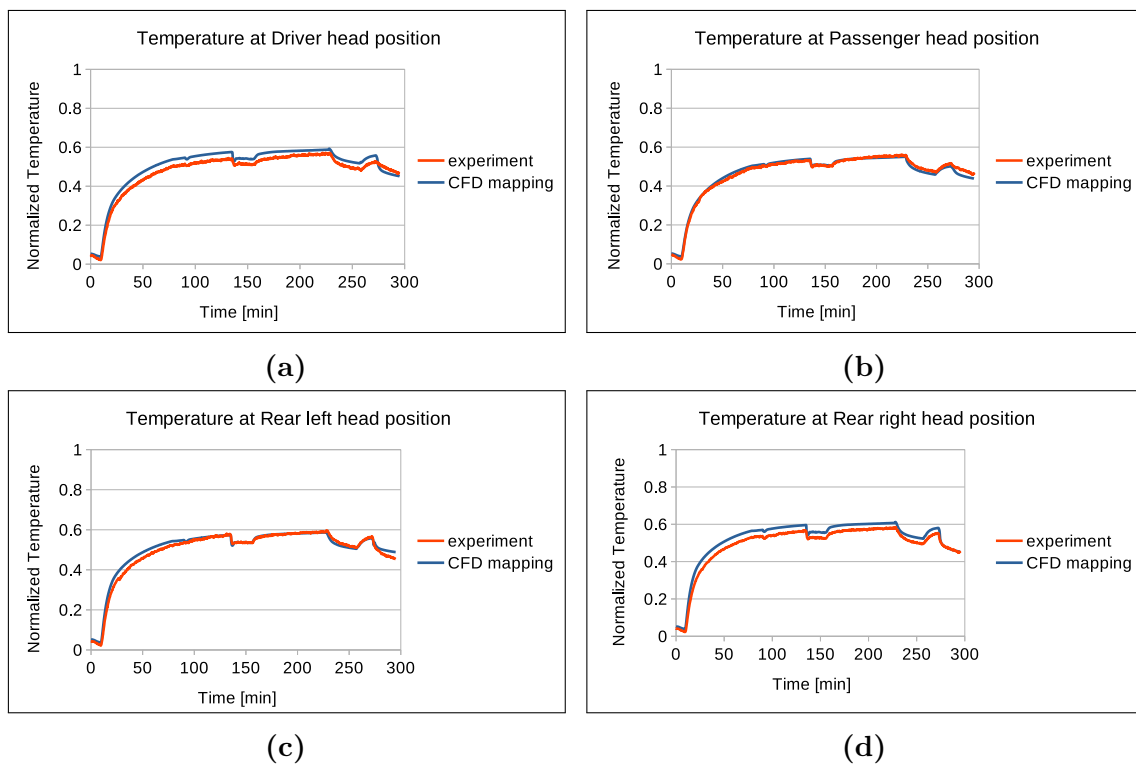 Temperature at Driver head position
Normalized Temperature
1
0.8
0.6
0.4
0.2
0
0 50 100 150 200 250 300
Time [min]
experiment
CFD mapping
(a)
Temperature at Passenger head position
Normalized Temperature
1
0.8
0.6
0.4
0.2
0
0 50 100 150 200 250 300
Time [min]
experiment
CFD mapping
(b)
Temperature at Rear left head position
Normalized Temperature
1
0.8
0.6
0.4
0.2
0
0 50 100 150 200 250 300
Time [min]
experiment
CFD mapping
(c)
Temperature at Rear right head position
Normalized Temperature
1
0.8
0.6
0.4
0.2
0
0 50 100 150 200 250 300
Time [min]
experiment
CFD mapping
(d)